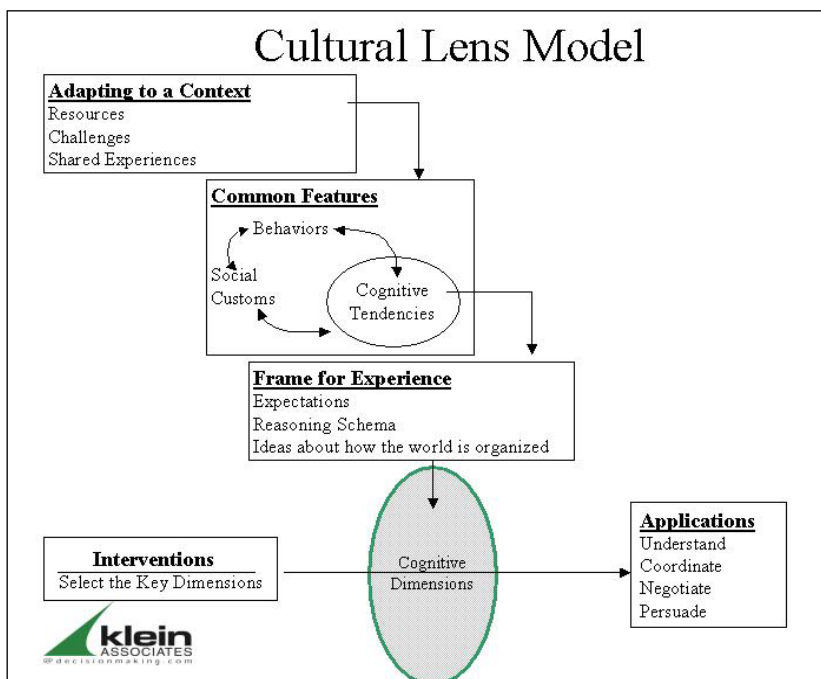 Cultural Lens Model
Adapting to a Context
Resources
Challenges
Shared Experiences
Common Features
Behaviors
Social
Customs
Cognitive
Tendencies
Frame for Experience
Expectations
Reasoning Schema
Ideas about how the world is organized
Interventions
Select the Key Dimensions
Cognitive
Dimensions
Applications
Understand
Coordinate
Negotiate
Persuade
klein
ASSOCIATES
@decisionmaking.com